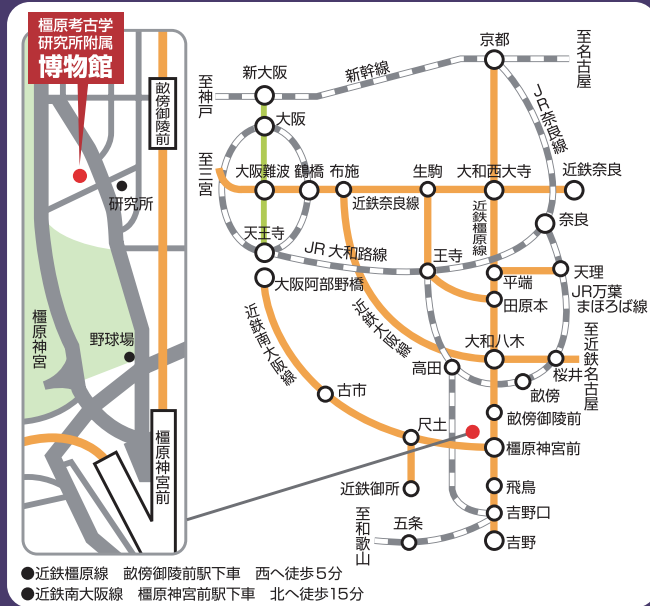 橿原考古学
研究所附属
博物館
畝傍御陵前
研究所
橿原神宮
野球場
橿原神宮前
至名古屋
京都
新幹線
新大阪
至神戸
JR奈良線
大阪
至三宮
大阪難波
鶴橋
布施
生駒
大和西大寺
近鉄奈良
近鉄奈良線
近鉄橿原線
奈良
天王寺
JR大和路線
王寺
平端
天理
大阪阿部野橋
田原本
JR万葉
まほろば線
近鉄南大阪線
近鉄大阪線
大和八木
至近鉄名古屋
高田
桜井
畝傍
古市
畝傍御陵前
尺土
橿原神宮前
近鉄御所
飛鳥
至和歌山
五条
吉野口
吉野
●近鉄橿原線 畝傍御陵前駅下車 西へ徒歩5分
●近鉄南大阪線 橿原神宮前駅下車 北へ徒歩15分